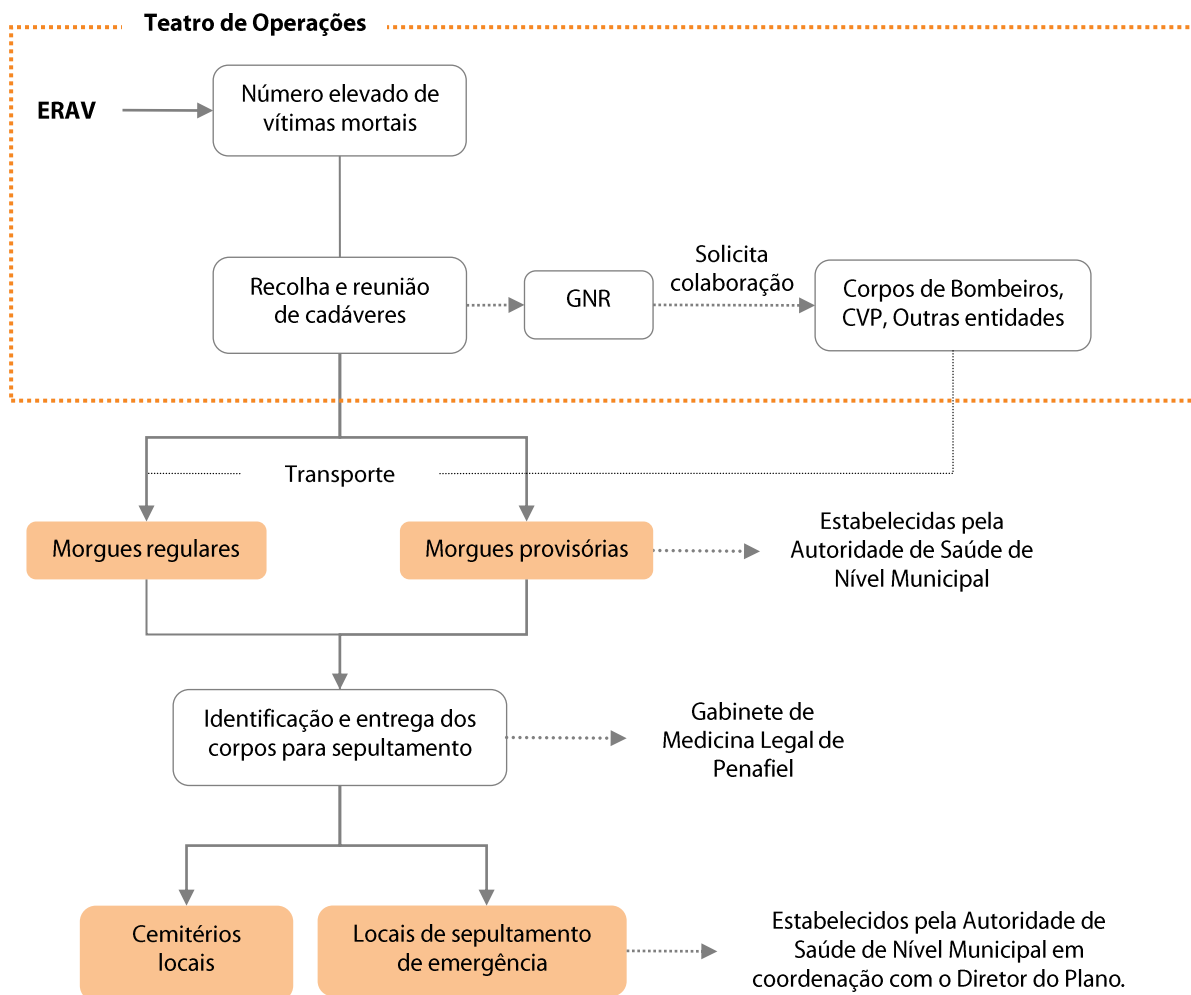 Teatro de Operações
ERAV
Número elevado de
vítimas mortais
Recolha e reunião
de cadáveres
GNR
Solicita
colaboração
Corpos de Bombeiros,
CVP, Outras entidades
Transporte
Morgues regulares
Morgues provisórias
Estabelecidas pela
Autoridade de Saúde de
Nível Municipal
Identificação e entrega dos
corpos para sepultamento
Gabinete de
Medicina Legal de
Penafiel
Cemitérios
locais
Locais de sepultamento
de emergência
Estabelecidos pela Autoridade de
Saúde de Nível Municipal em
coordenação com o Diretor do Plano.